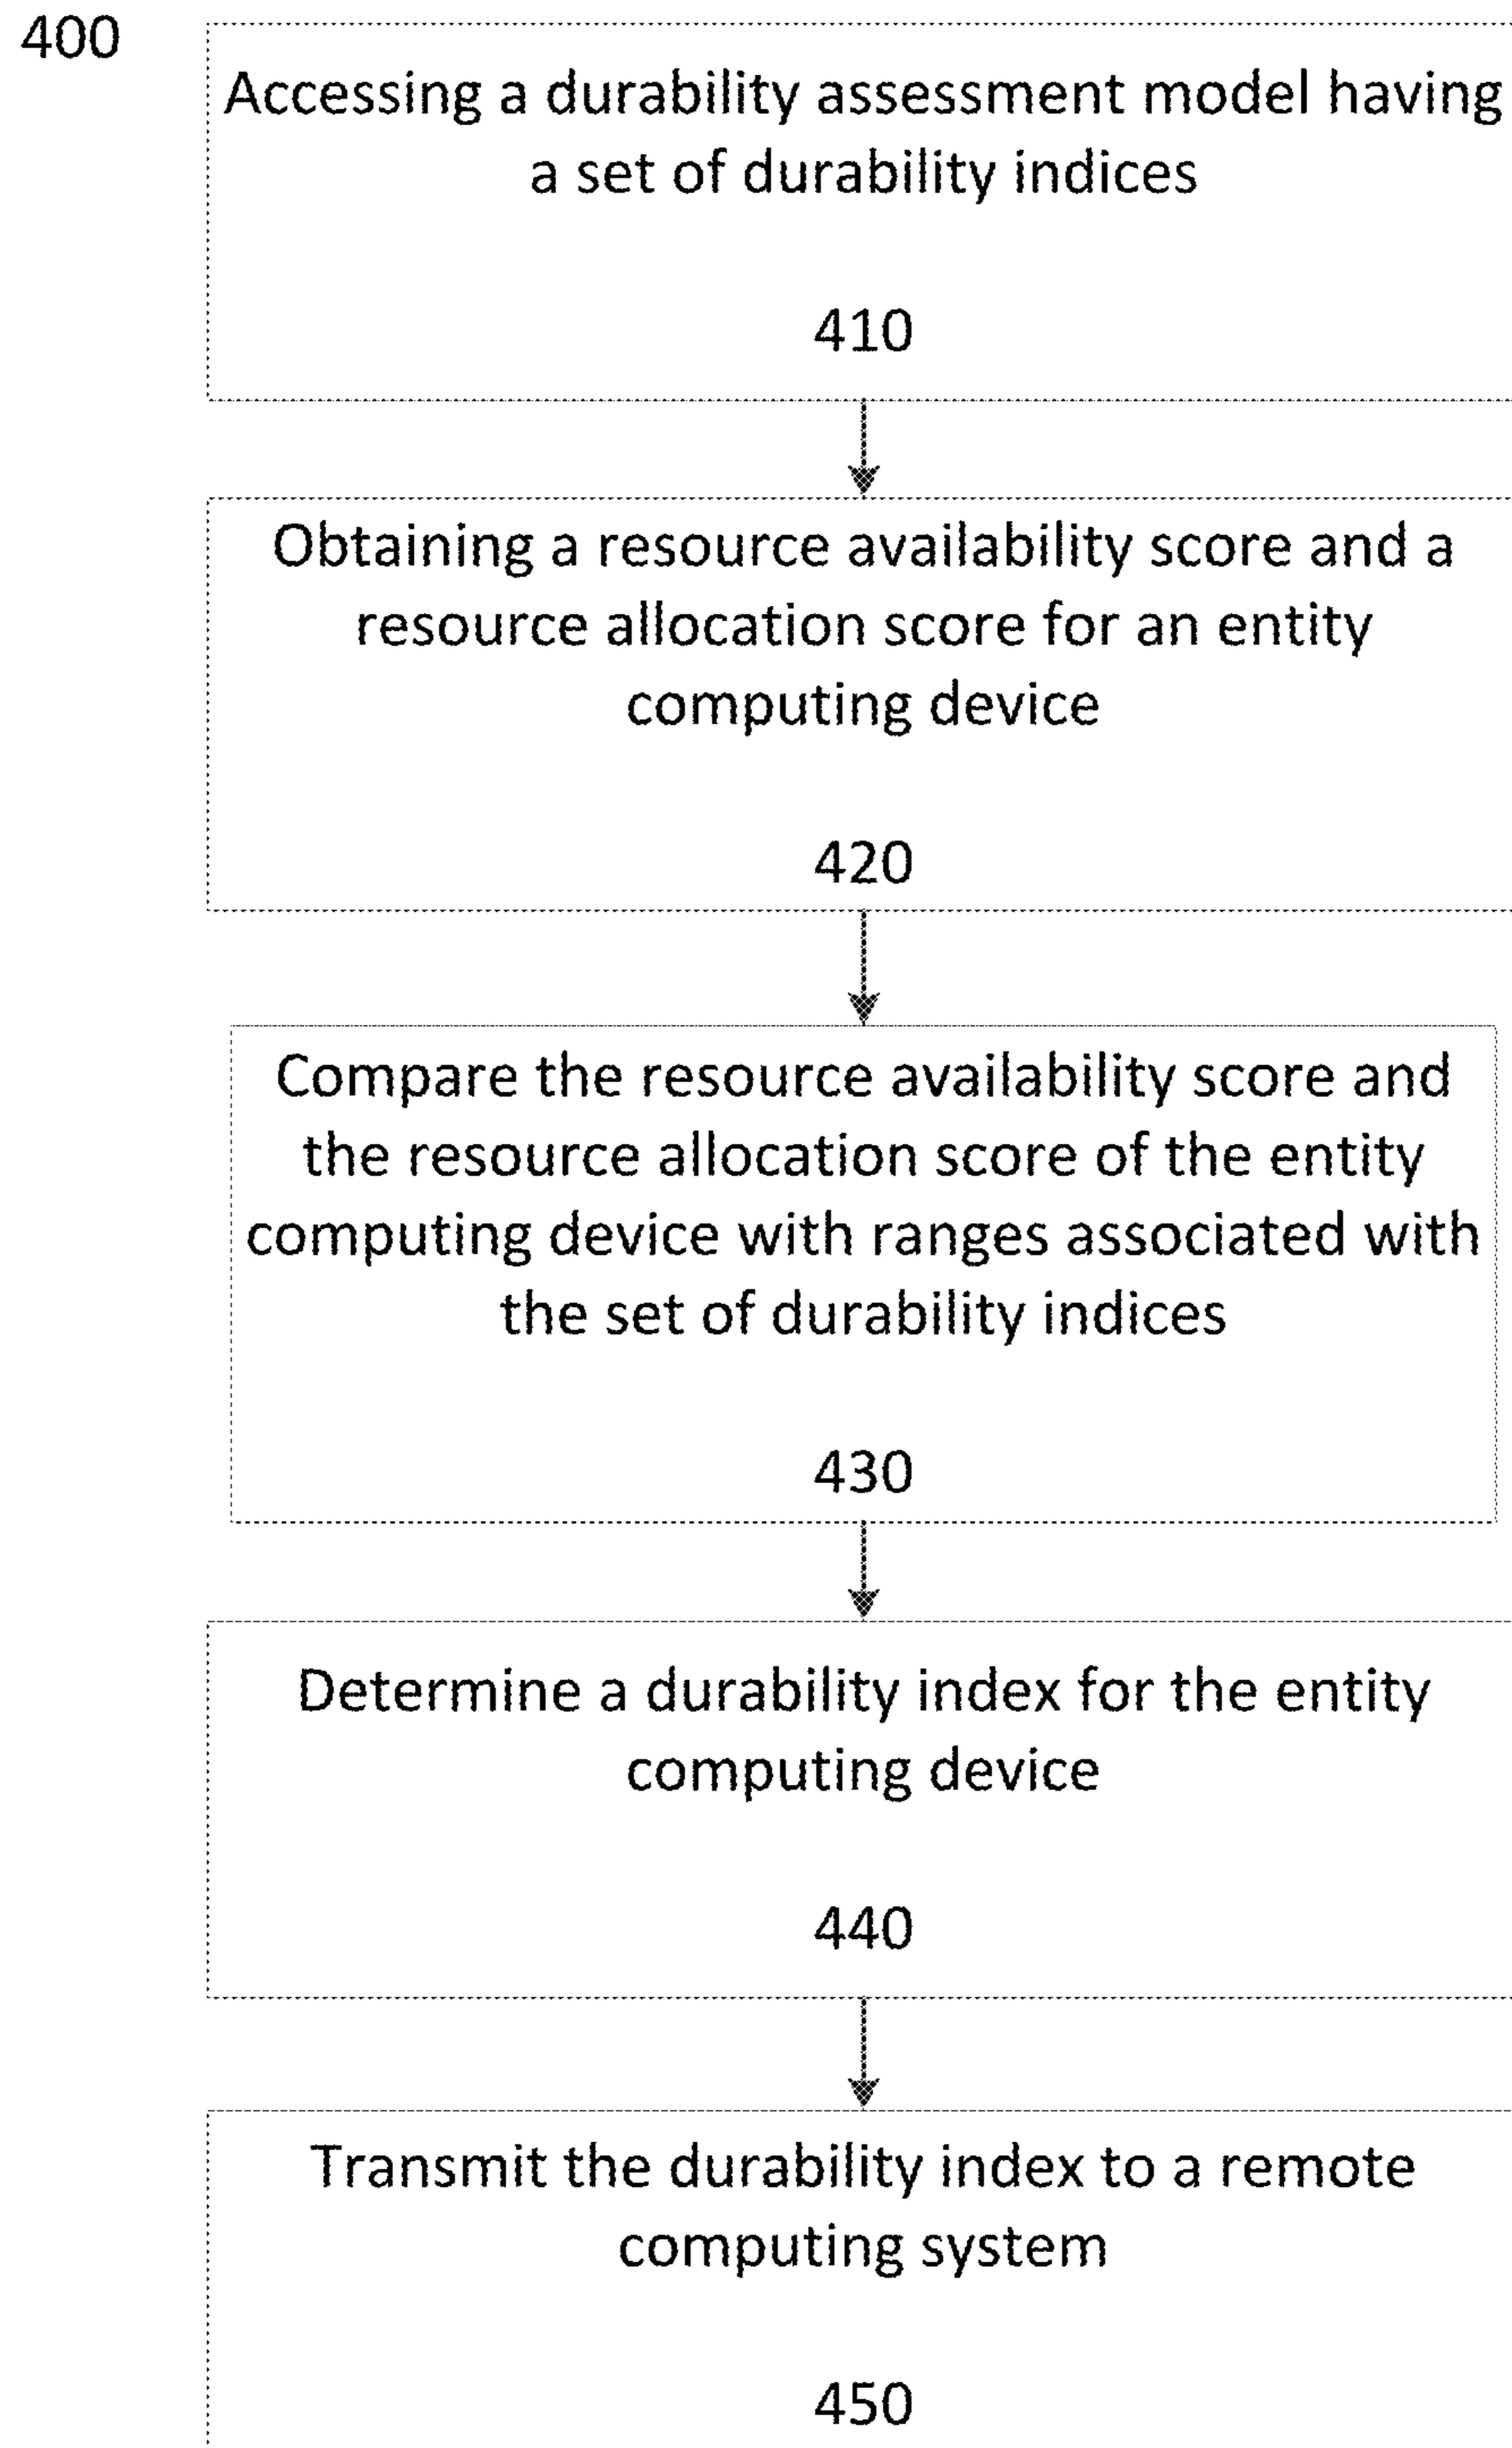 400
Accessing a durability assessment model having
a set of durability indices
410
Obtaining a resource availability score and a
resource allocation score for an entity
computing device
420
Compare the resource availability score and
the resource allocation score of the entity
computing device with ranges associated with
the set of durability indices
430
Determine a durability index for the entity
computing device
440
Transmit the durability index to a remote
computing system
450